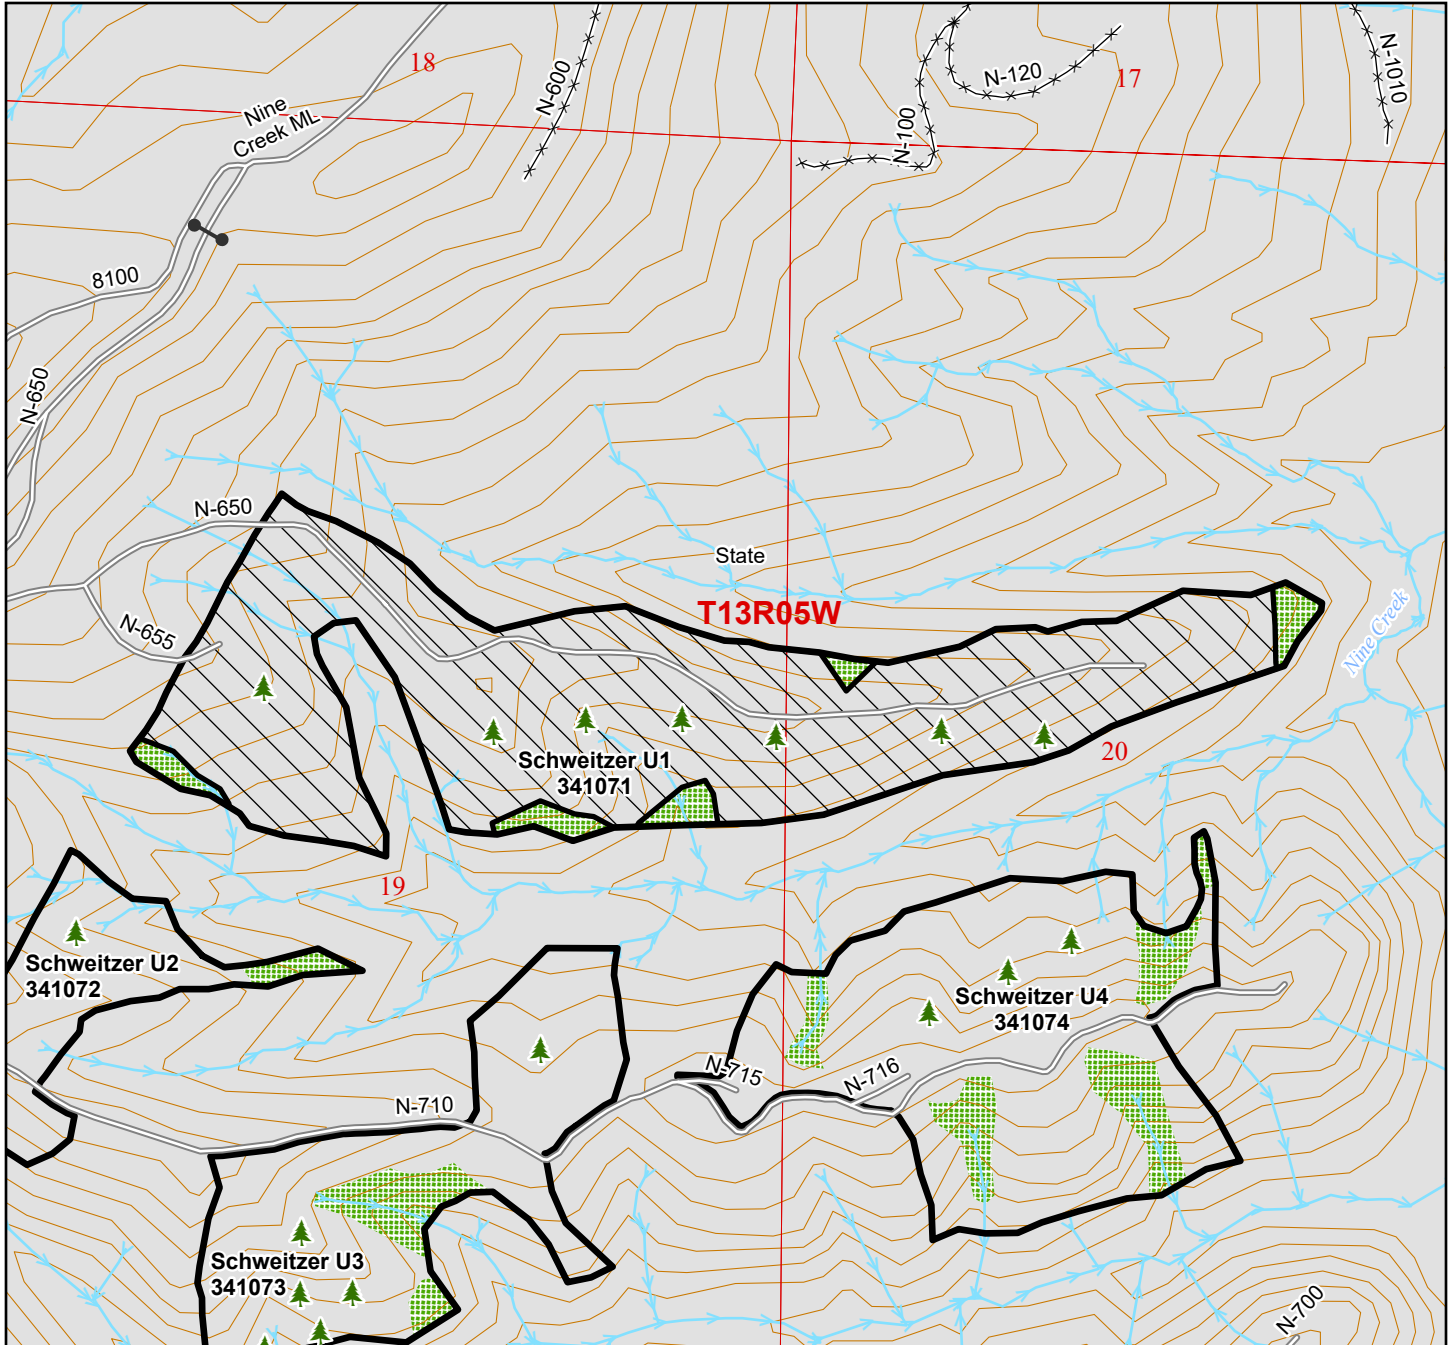 18
N-600
N-120
17
N-1010
Nine
Creek ML
N-100
8100
N-650
N-650
State
T13R05W
N-655
Nine Creek
Schweitzer U1
341071
20
19
Schweitzer U2
341072
Schweitzer U4
341074
N-715
N-716
N-710
Schweitzer U3
341073
N-700